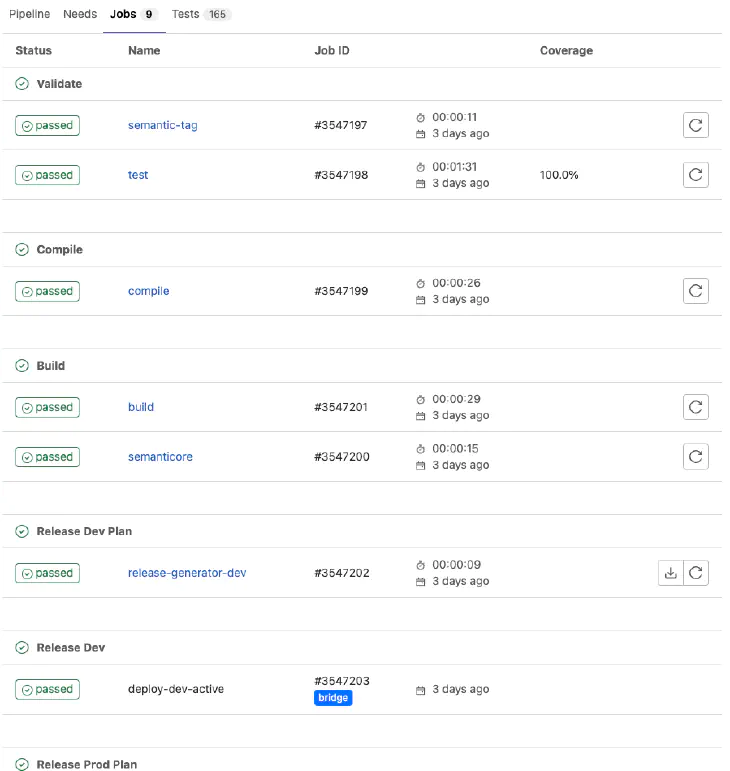 Pipeline Needs Jobs 9 Tests 165
Status Name Job ID Coverage
Validate
passed semantic-tag #3547197 00:00:11
3 days ago
passed test #3547198 00:01:31 100.0%
3 days ago
Compile
passed compile #3547199 00:00:26
3 days ago
Build
passed build #3547201 00:00:29
3 days ago
passed semanticore #3547200 00:00:15
3 days ago
Release Dev Plan
passed release-generator-dev #3547202 00:00:09
3 days ago
Release Dev
passed deploy-dev-active #3547203 3 days ago
bridge
Release Prod Plan